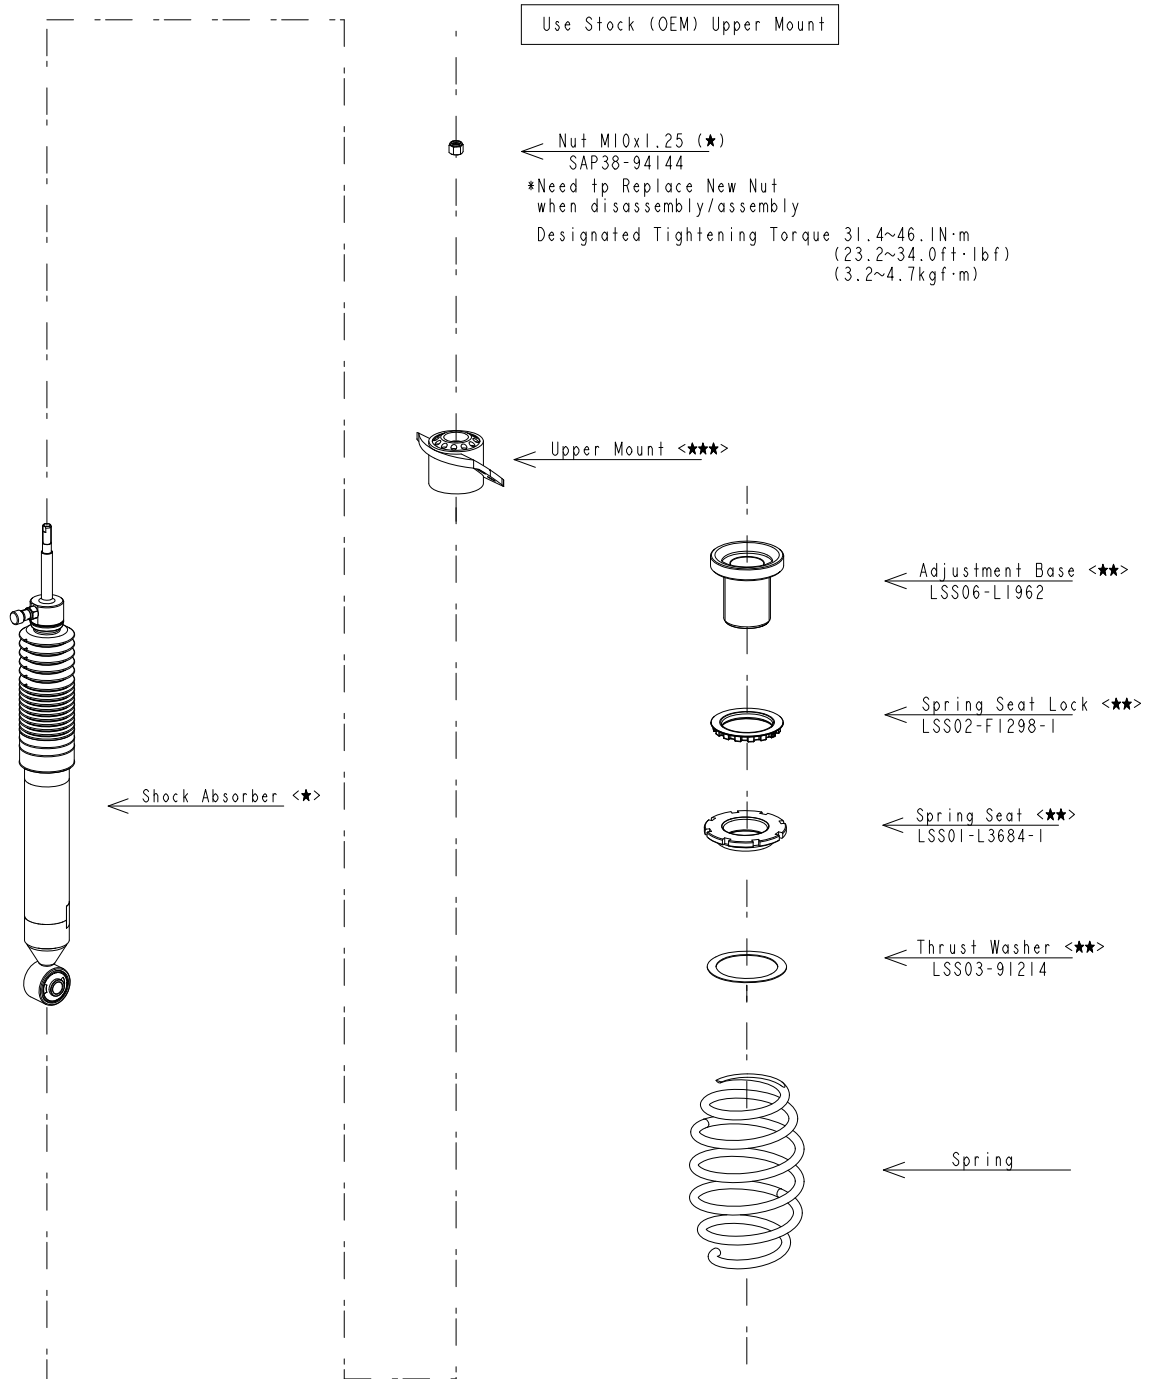 Use Stock (OEM) Upper Mount
Nut M10x1.25 (★)
SAP38-94144
*Need tp Replace New Nut
when disassembly/assembly
Designated Tightening Torque 31.4~46.1N·m
(23.2~34.0ft·lbf)
(3.2~4.7kgf·m)
Upper Mount <★★★>
Adjustment Base <★★>
LSS06-L1962
Spring Seat Lock <★★>
LSS02-F1298-1
Shock Absorber <★>
Spring Seat <★★>
LSS01-L3684-1
Thrust Washer <★★>
LSS03-91214
Spring